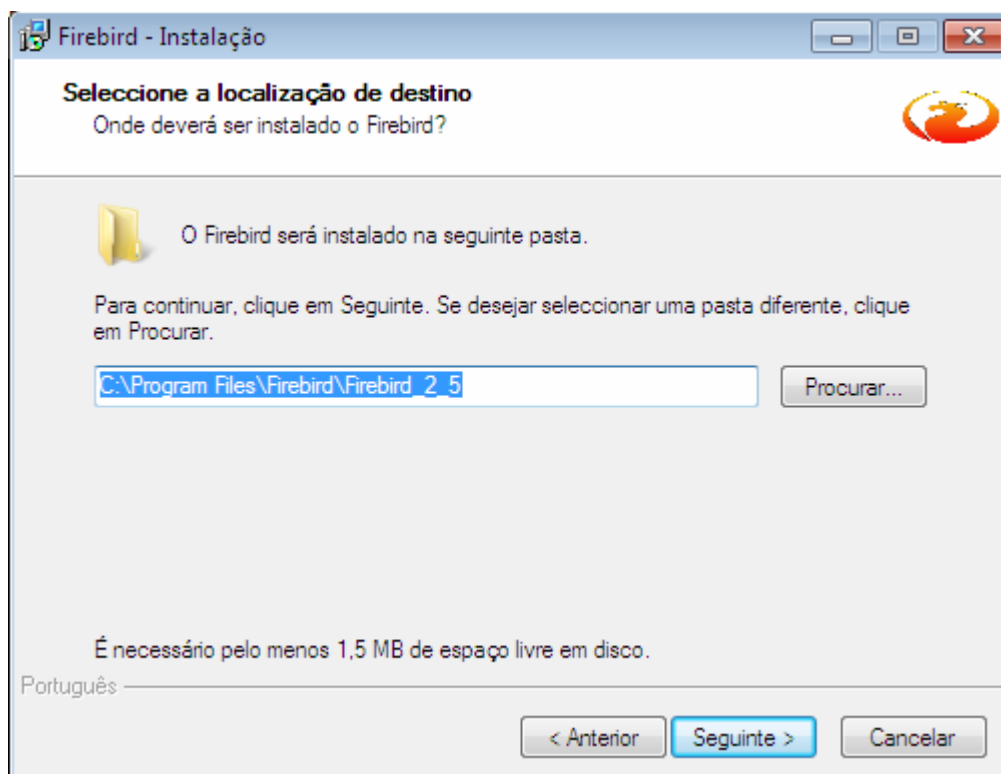 Firebird - Instalação
Seleccione a localização de destino
Onde deverá ser instalado o Firebird?
O Firebird será instalado na seguinte pasta.
Para continuar, clique em Seguinte. Se desejar seleccionar uma pasta diferente, clique
em Procurar.
C:\Program Files\Firebird\Firebird_2_5
Procurar...
É necessário pelo menos 1,5 MB de espaço livre em disco.
Português
< Anterior
Seguinte >
Cancelar